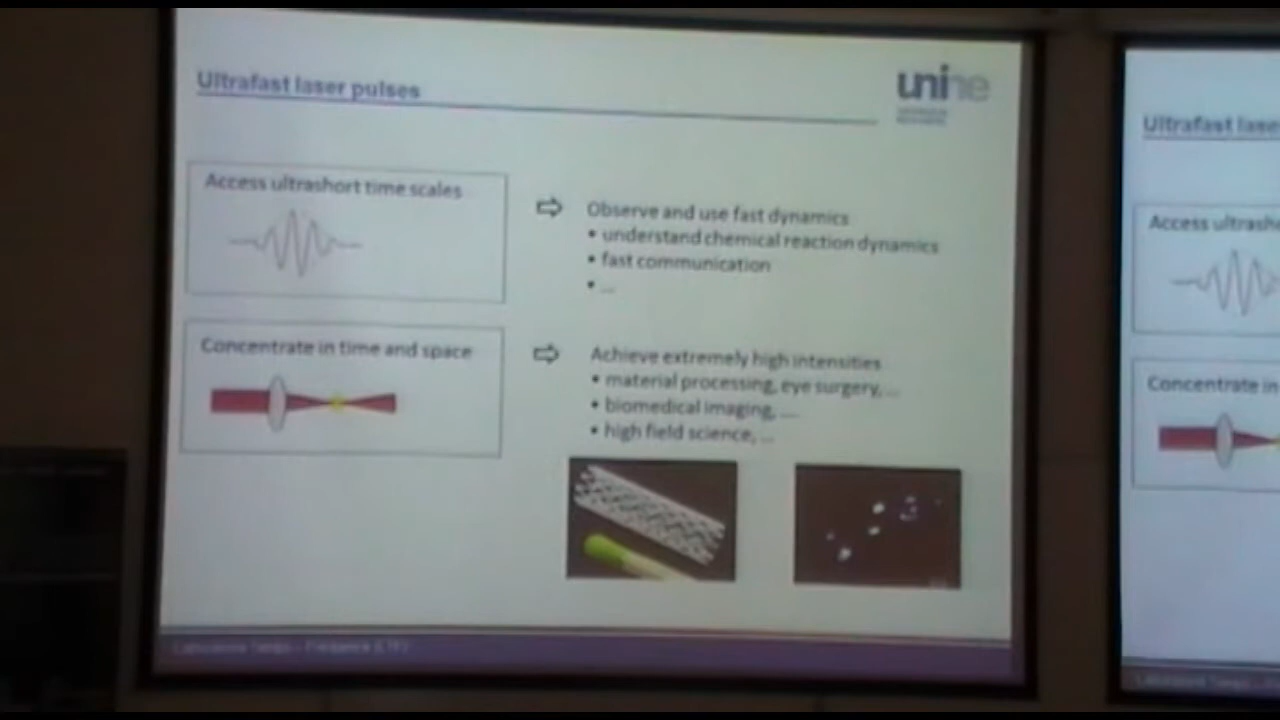 Ultrafast laser pulses
unine
Access ultrashort time scales
Observe and use fast dynamics
• understand chemical reaction dynamics
• fast communication
• ...
Concentrate in time and space
Achieve extremely high intensities
• material processing, eye surgery, ...
• biomedical imaging, ....
• high field science, ...
Ultrafast lase
Access ultrash
Concentrate in